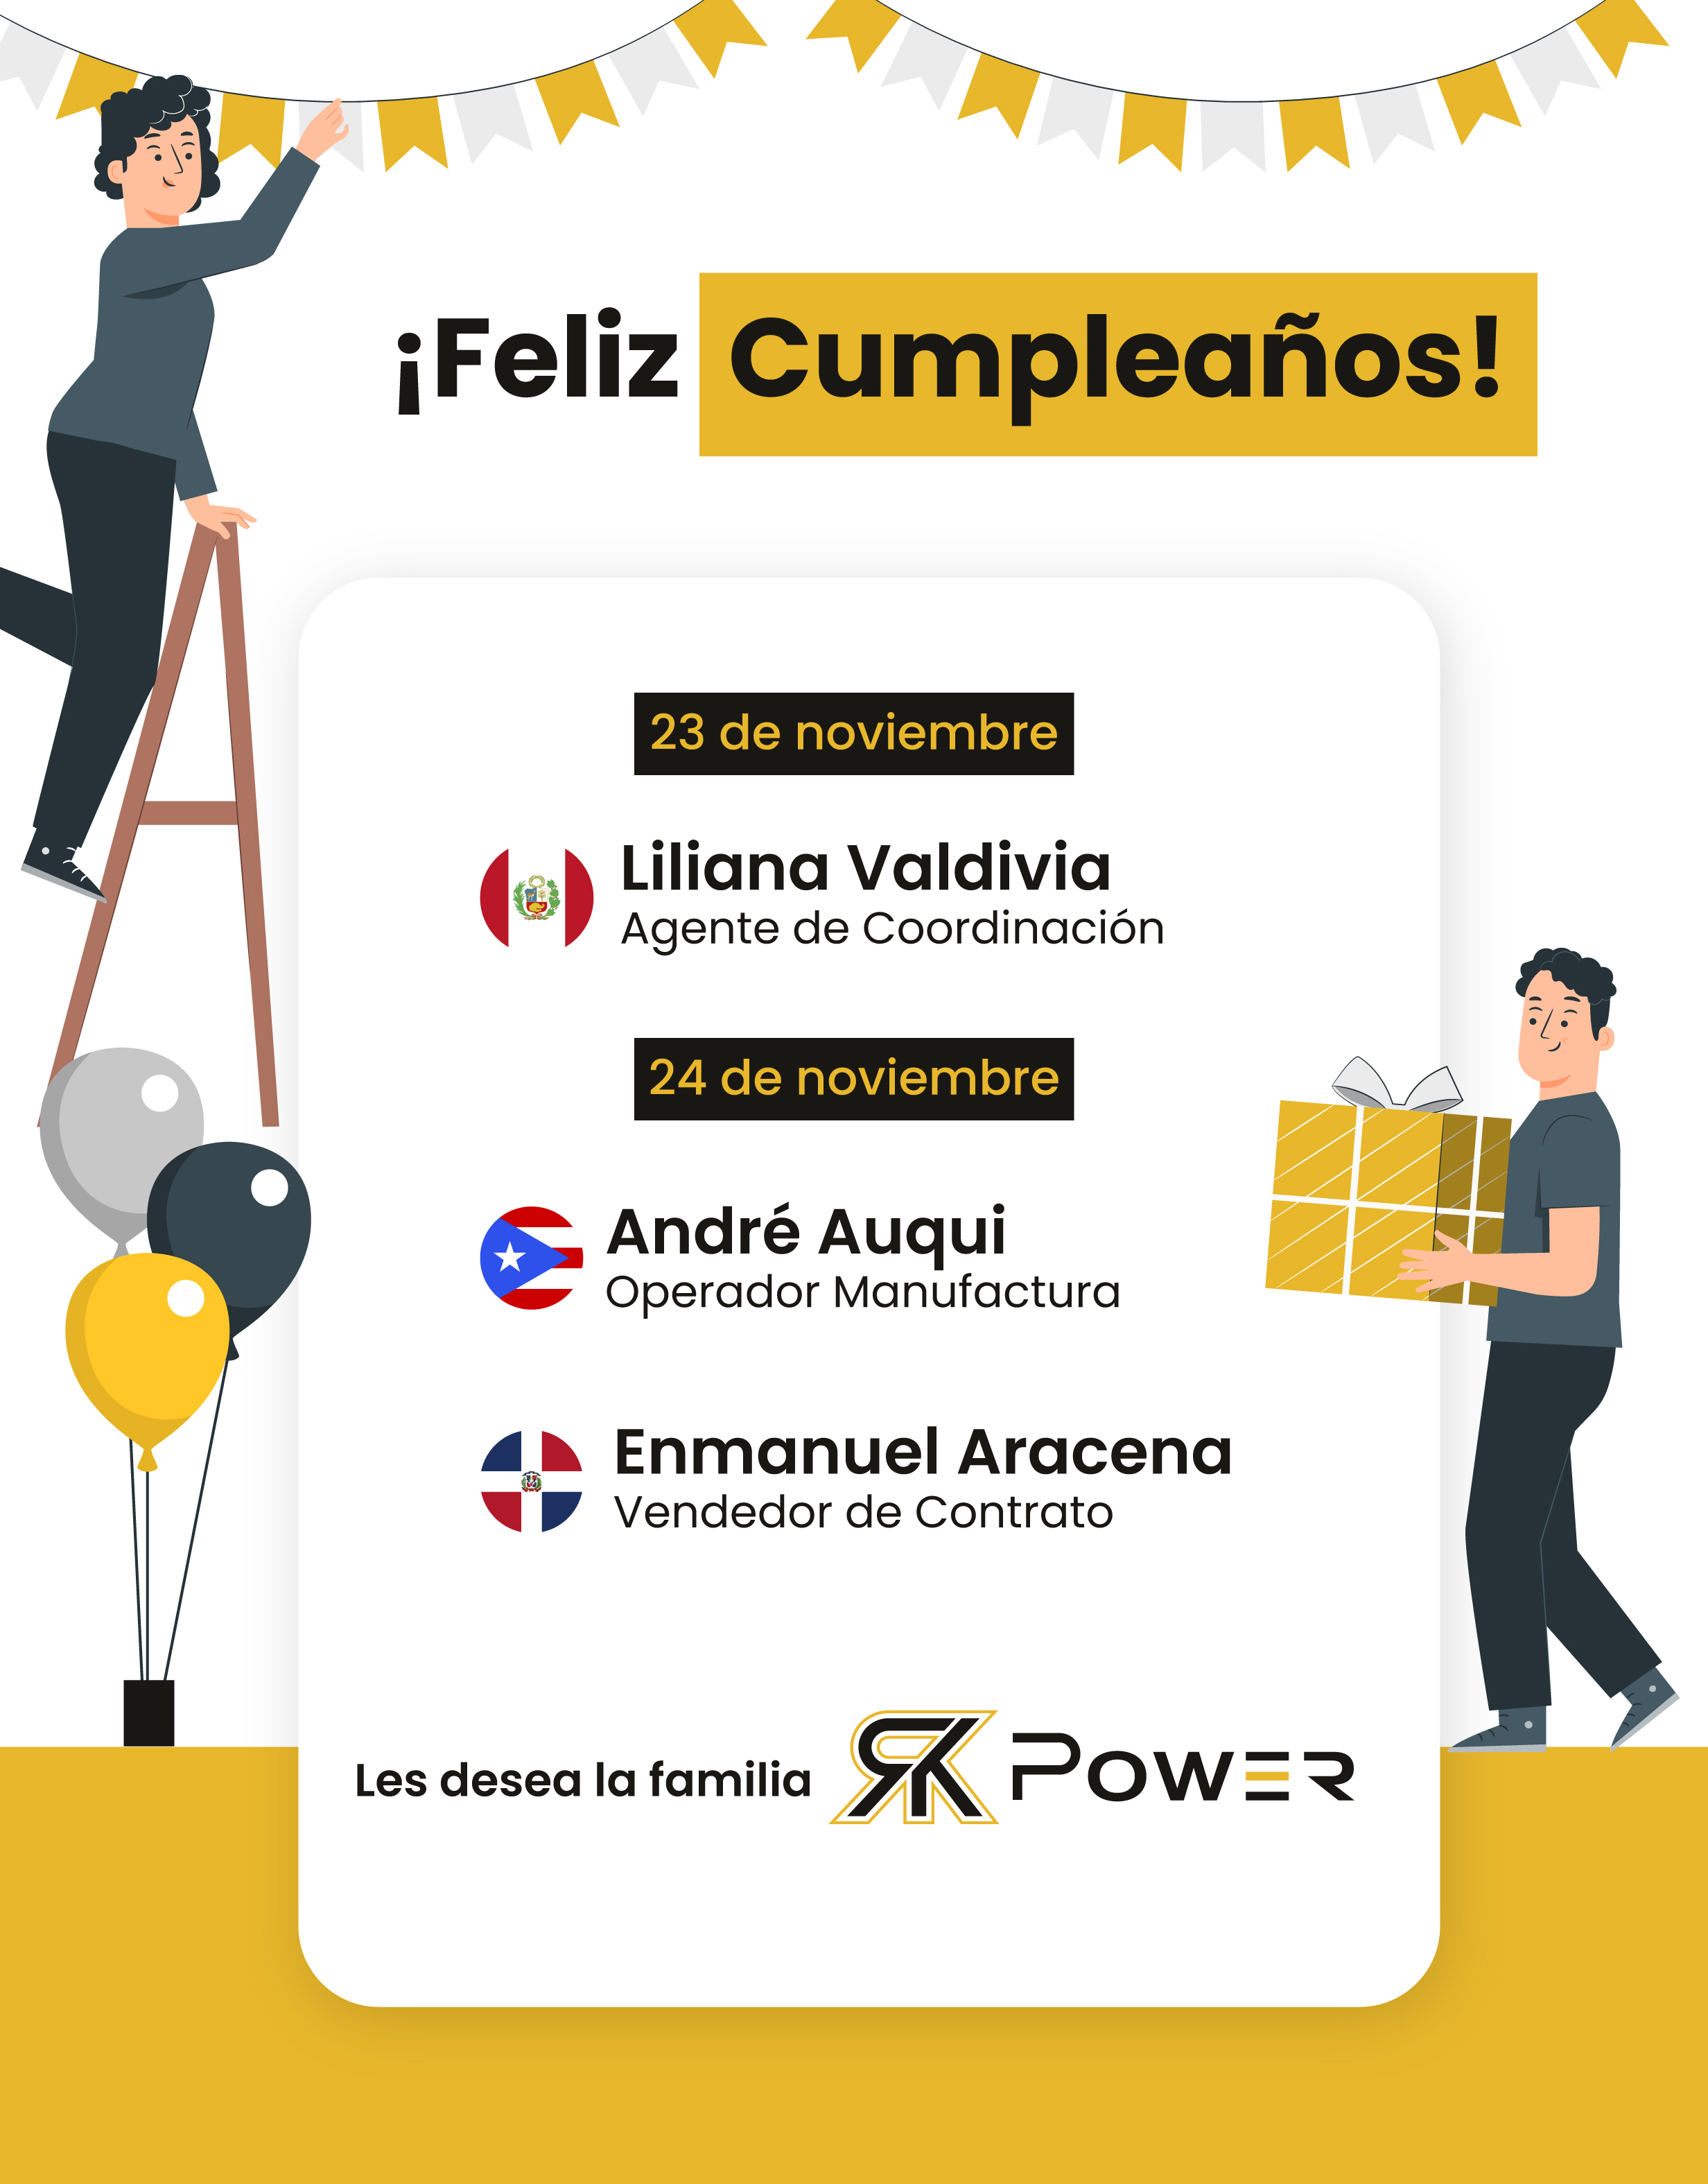 ¡Feliz Cumpleaños!
23 de noviembre
Liliana Valdivia
Agente de Coordinación
24 de noviembre
André Auqui
Operador Manufactura
Enmanuel Aracena
Vendedor de Contrato
Les desea la familia RK POWER